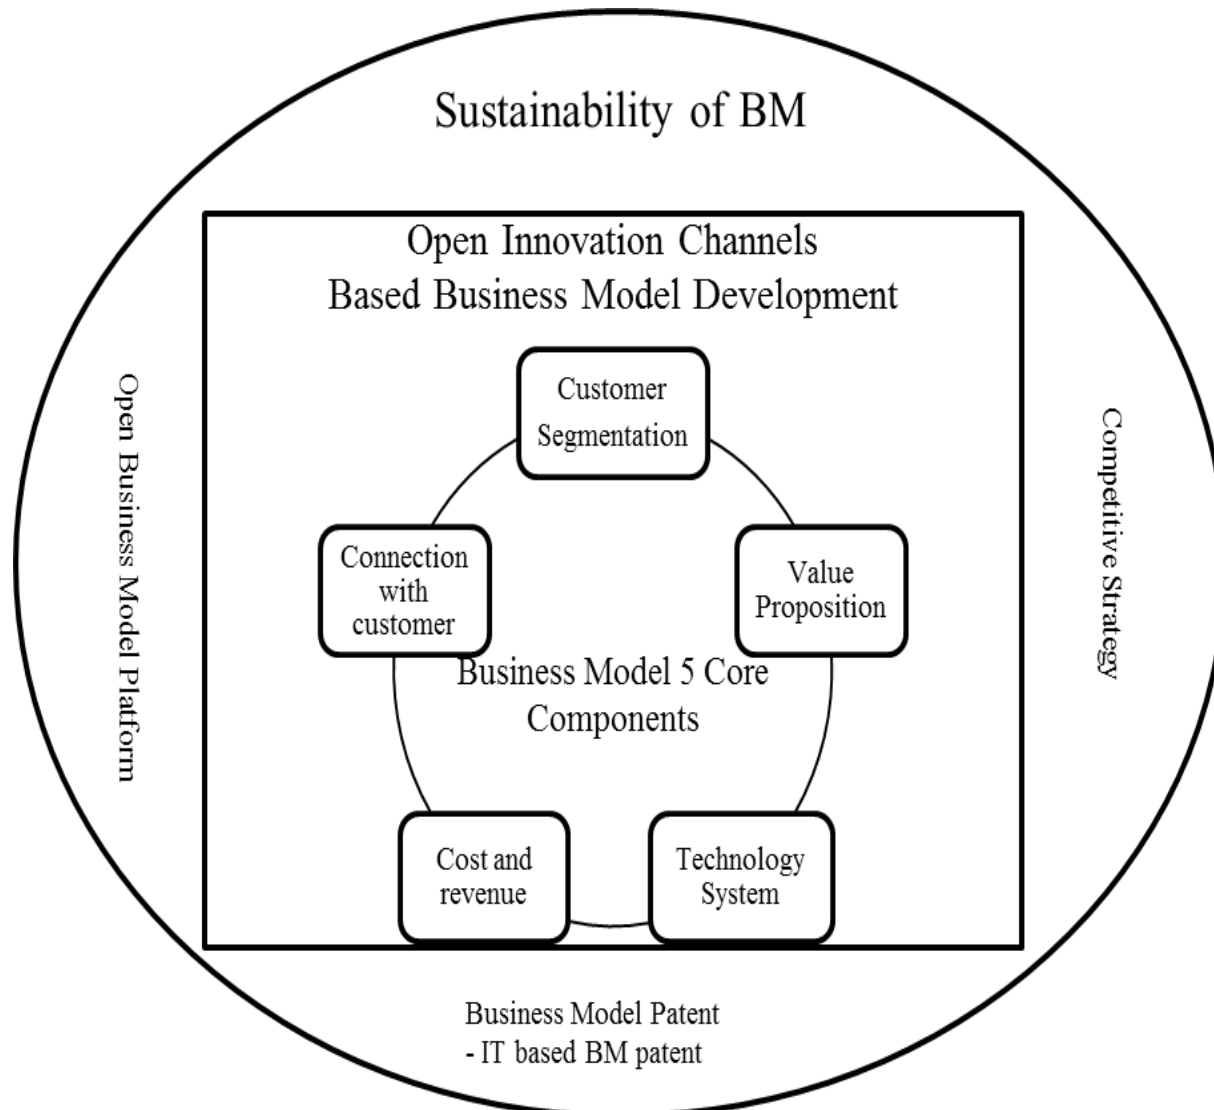 Sustainability of BM
Open Innovation Channels
Based Business Model Development
Open Business Model Platform
Competitive Strategy
Customer
Segmentation
Connection
with
customer
Value
Proposition
Business Model 5 Core
Components
Cost and
revenue
Technology
System
Business Model Patent
- IT based BM patent